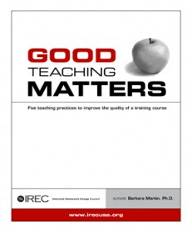 GOOD
TEACHING
MATTERS
Five teaching practices to improve the quality of a training course
IREC Interstate Renewable Energy Council
AUTHOR: Barbara Martin, Ph.D.
www.irecusa.org